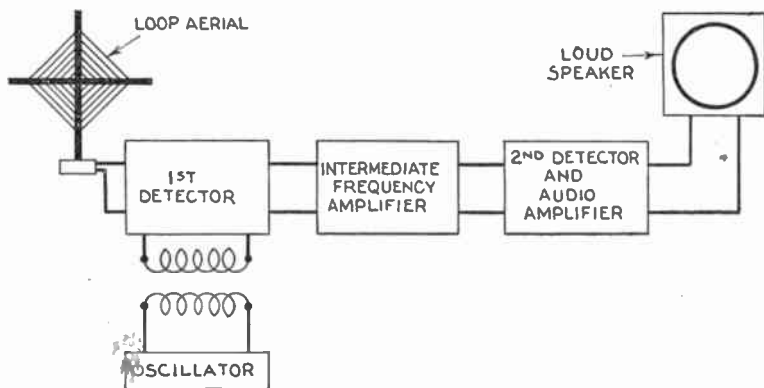 LOOP AERIAL
LOUD
SPEAKER
1ST
DETECTOR
INTERMEDIATE
FREQUENCY
AMPLIFIER
2ND DETECTOR
AND
AUDIO
AMPLIFIER
OSCILLATOR